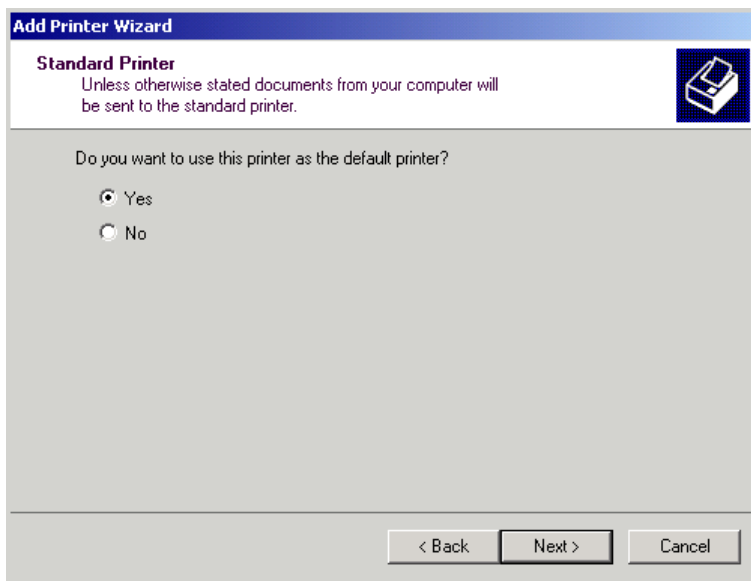 Add Printer Wizard
Standard Printer
Unless otherwise stated documents from your computer will
be sent to the standard printer.
Do you want to use this printer as the default printer?
Yes
No
< Back Next > Cancel